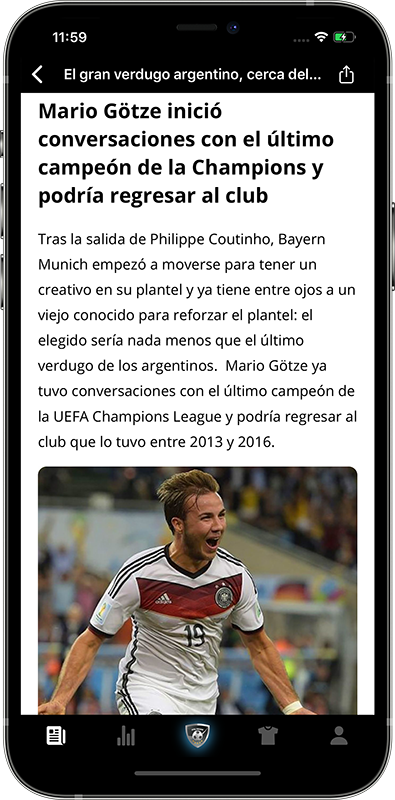 11:59
El gran verdugo argentino, cerca del...
Mario Götze inició
conversaciones con el último
campeón de la Champions y
podría regresar al club
Tras la salida de Philippe Coutinho, Bayern
Munich empezó a moverse para tener un
creativo en su plantel y ya tiene entre ojos a un
viejo conocido para reforzar el plantel: el
elegido sería nada menos que el último
verdugo de los argentinos.  Mario Götze ya
tuvo conversaciones con el último campeón de
la UEFA Champions League y podría regresar al
club que lo tuvo entre 2013 y 2016.
adidas
19